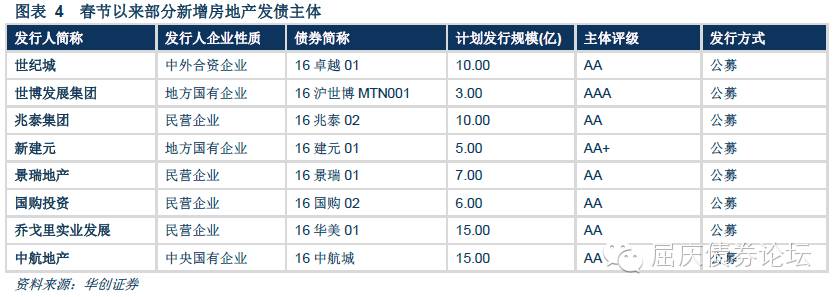 图表 4 春节以来部分新增房地产发债主体
发行人简称 发行人企业性质 债券简称 计划发行规模(亿) 主体评级 发行方式
世纪城 中外合资企业 16 卓越 01 10.00 AA 公募
世博发展集团 地方国有企业 16 沪世博 MTN001 3.00 AAA 公募
兆泰集团 民营企业 16 兆泰 02 10.00 AA 公募
新建元 地方国有企业 16 建元 01 5.00 AA+ 公募
景瑞地产 民营企业 16 景瑞 01 7.00 AA 公募
国购投资 民营企业 16 国购 02 6.00 AA 公募
乔戈里实业发展 民营企业 16 华美 01 15.00 AA 公募
中航地产 中央国有企业 16 中航城 15.00 AA 公募
屈庆债券论坛
资料来源：华创证券